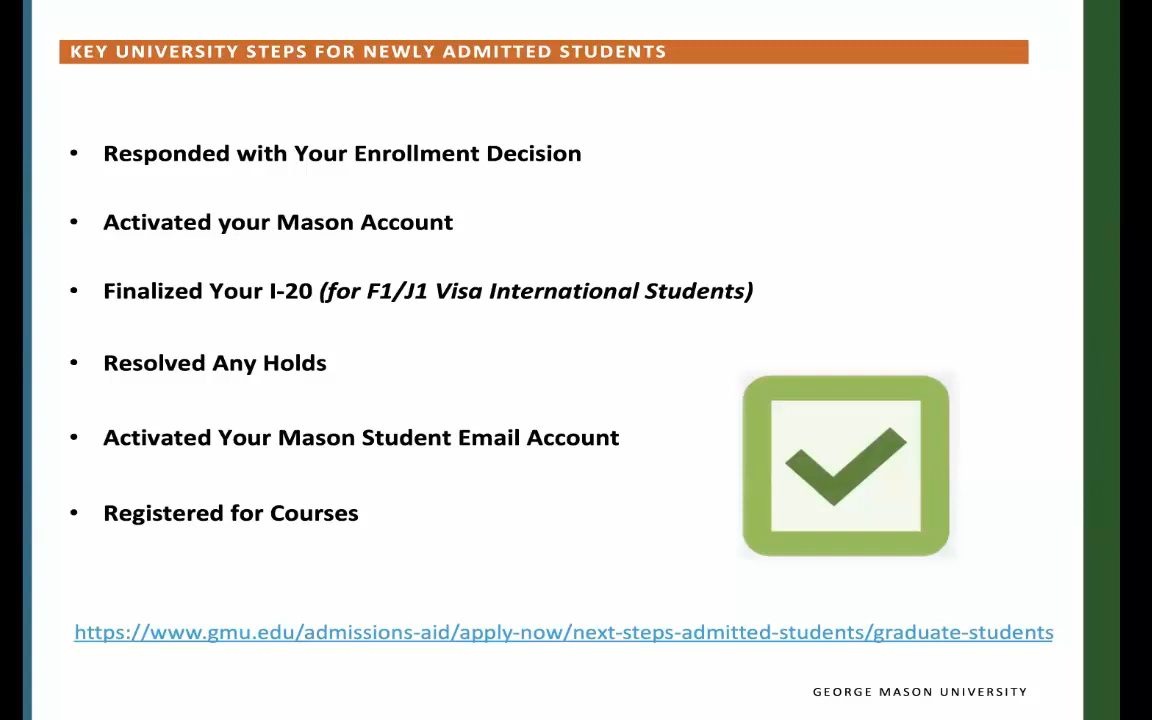 KEY UNIVERSITY STEPS FOR NEWLY ADMITTED STUDENTS
• Responded with Your Enrollment Decision
• Activated your Mason Account
• Finalized Your I-20 (for F1/J1 Visa International Students)
• Resolved Any Holds
• Activated Your Mason Student Email Account
• Registered for Courses
https://www.gmu.edu/admissions-aid/apply-now/next-steps-admitted-students/graduate-students
GEORGE MASON UNIVERSITY